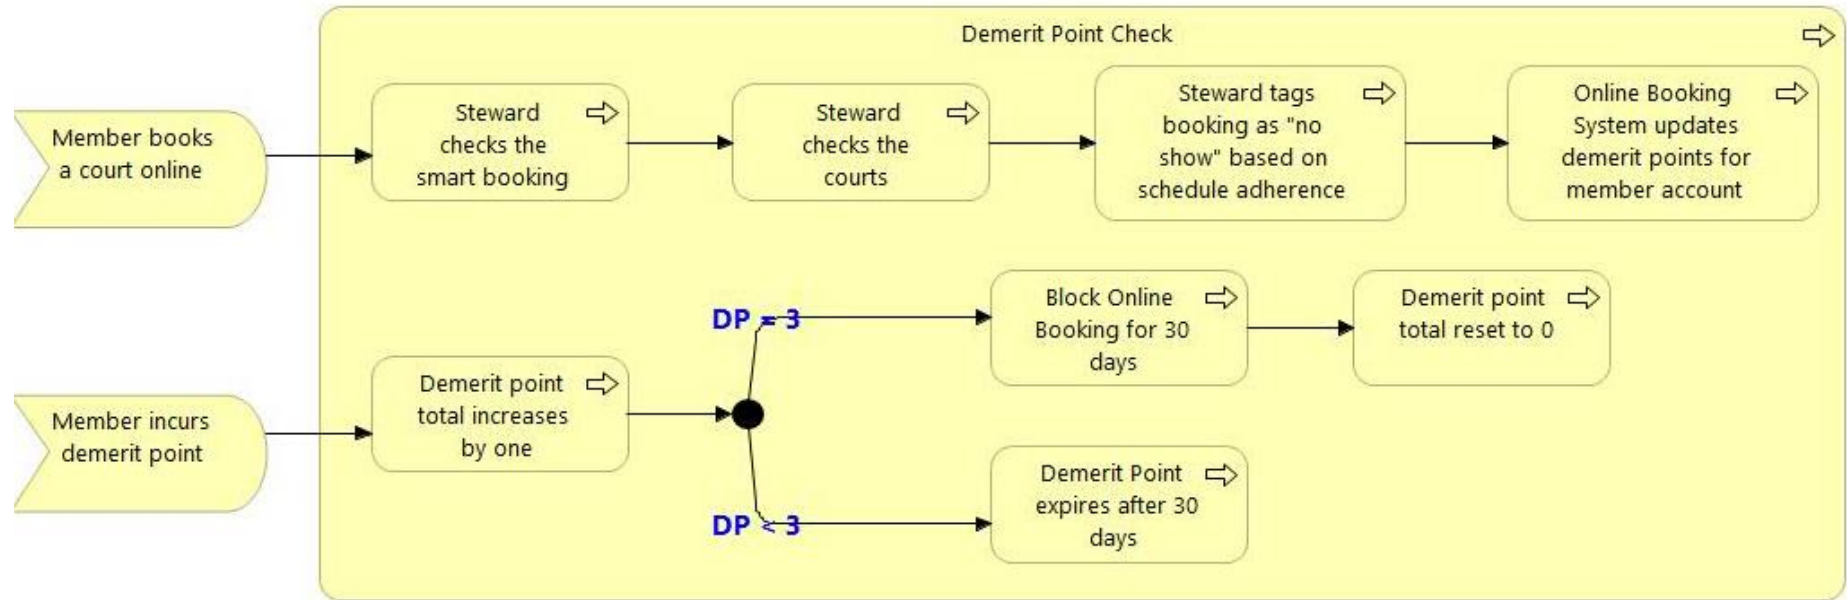 Demerit Point Check
Member books
a court online
Steward
checks the
smart booking
Steward
checks the
courts
Steward tags
booking as "no
show" based on
schedule adherence
Online Booking
System updates
demerit points for
member account
Member incurs
demerit point
Demerit point
total increases
by one
DP = 3
Block Online
Booking for 30
days
Demerit point
total reset to 0
DP < 3
Demerit Point
expires after 30
days